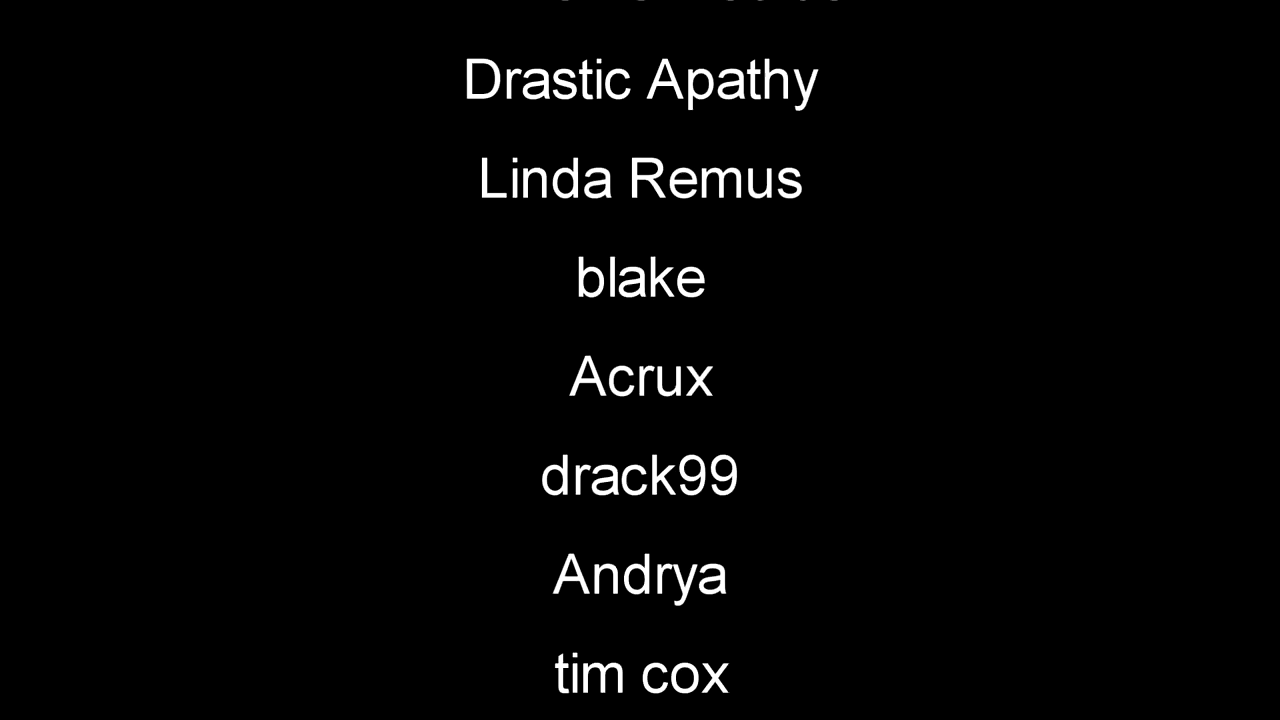 Drastic Apathy
Linda Remus
blake
Acrux
drack99
Andrya
tim cox